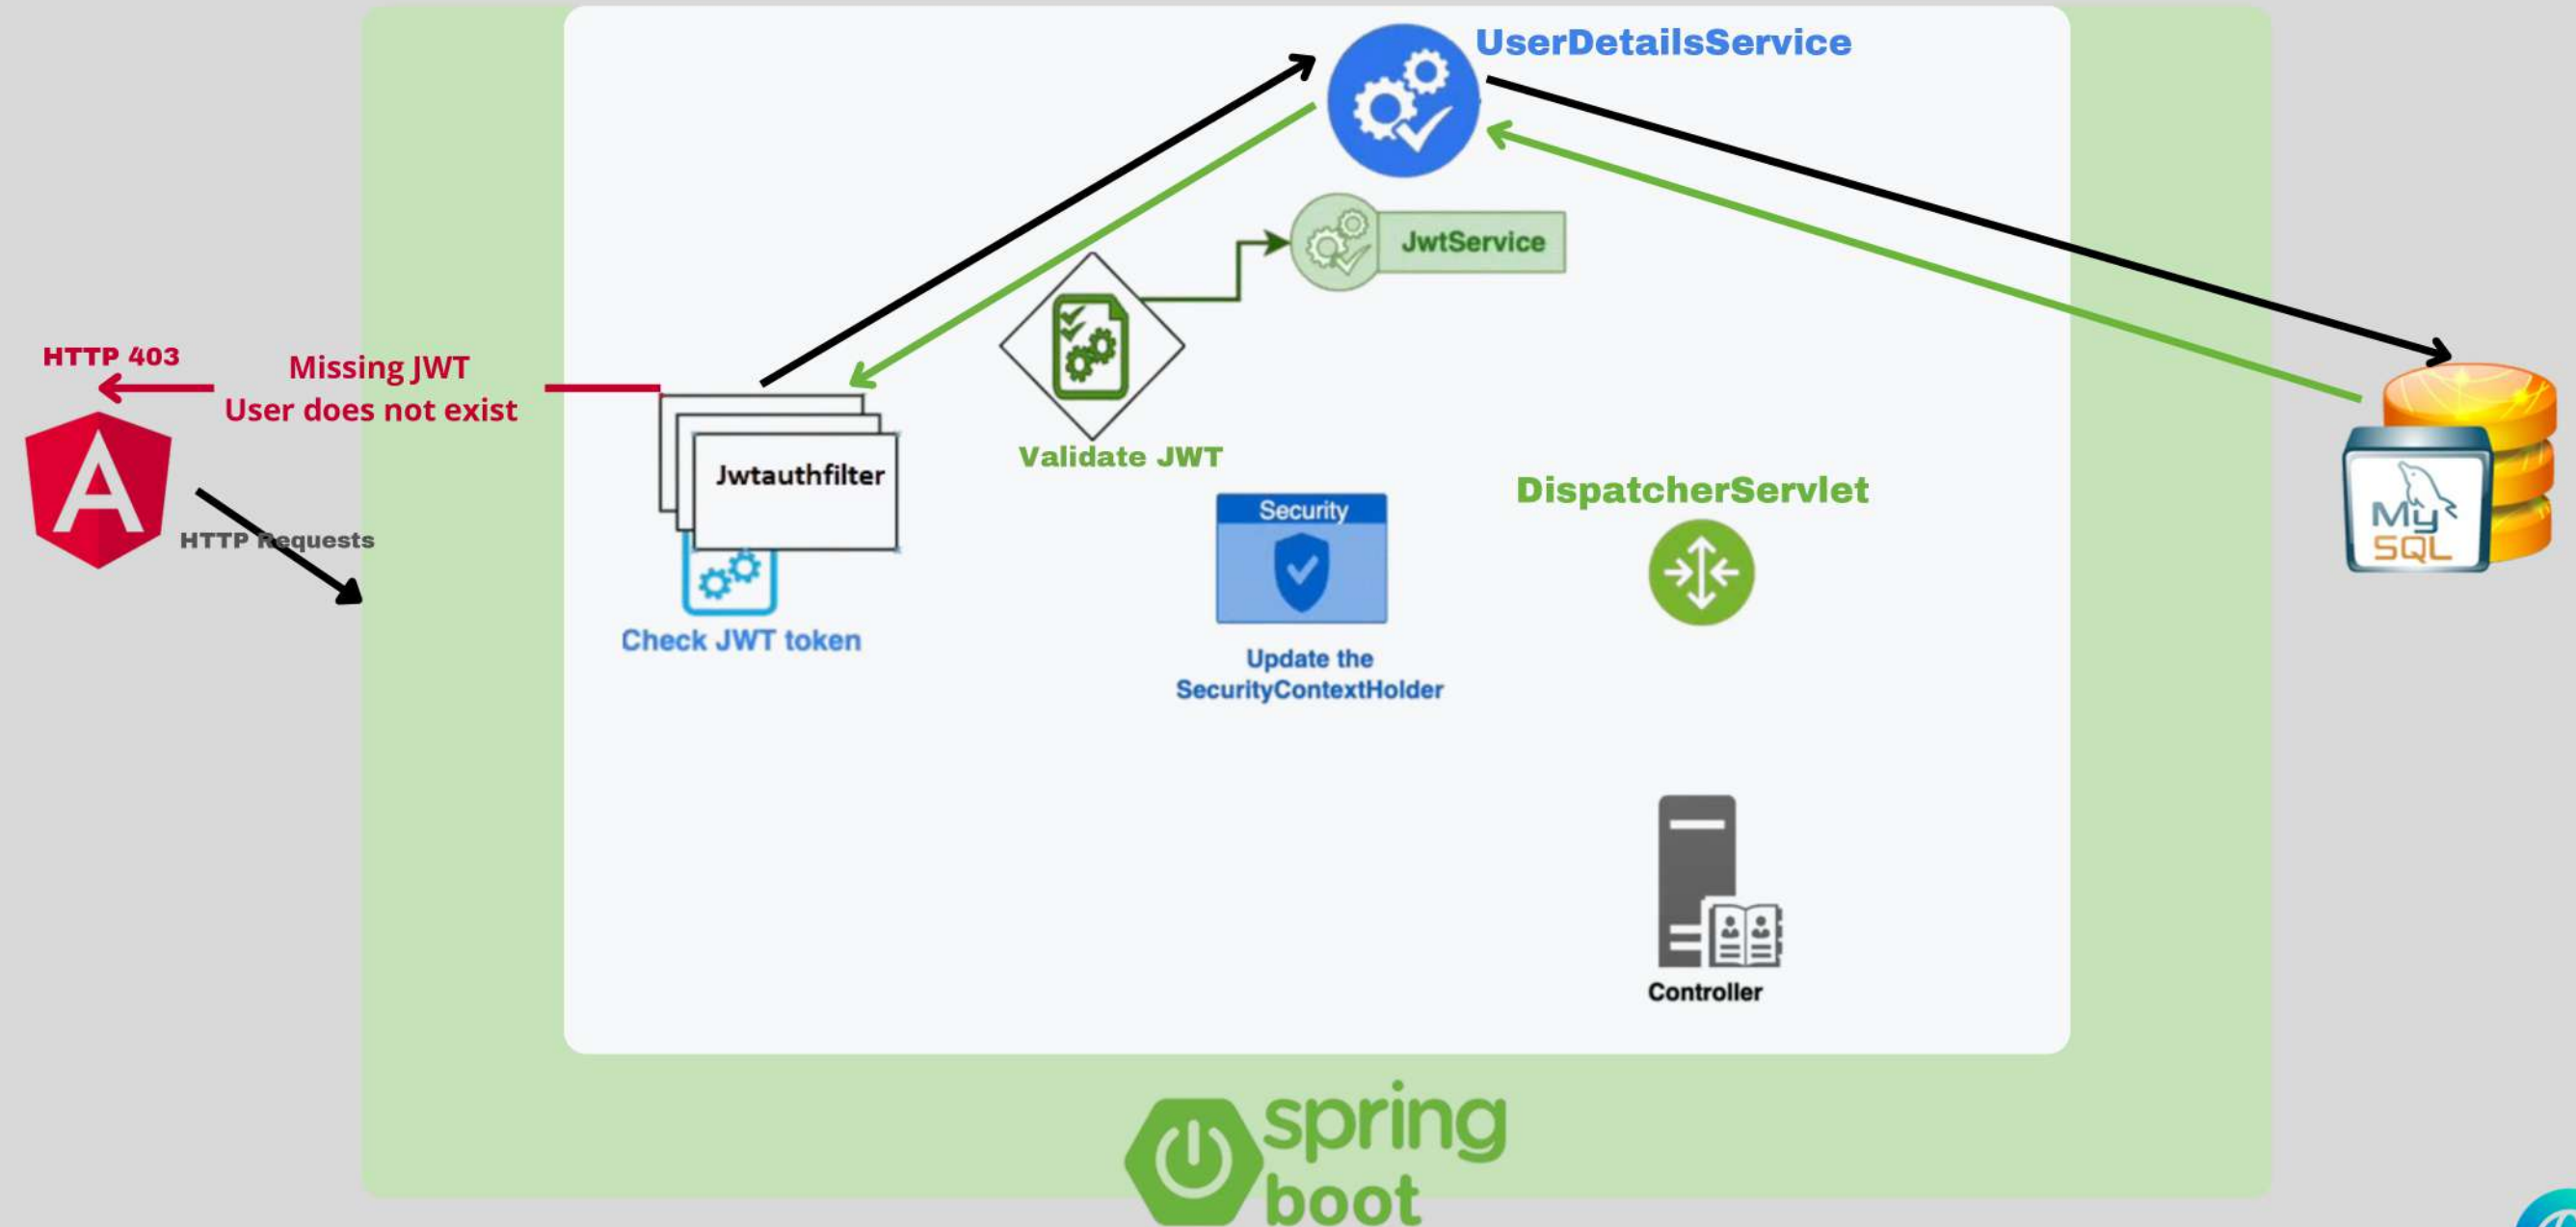 UserDetailsService
JwtService
HTTP 403
Missing JWT
User does not exist
Jwtauthfilter
Validate JWT
HTTP Requests
Check JWT token
Security
Update the
SecurityContextHolder
DispatcherServlet
My
SQL
Controller
spring
boot